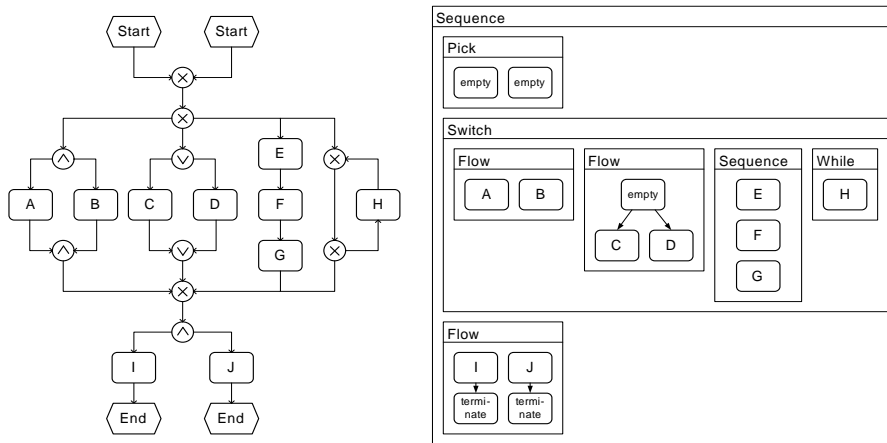 Start Start
A B C D E F G H
I J
End End
Sequence
Pick
empty empty
Switch
Flow Flow Sequence While
A B
empty
C D
E
F
G
H
Flow
I J
termi-
nate
termi-
nate